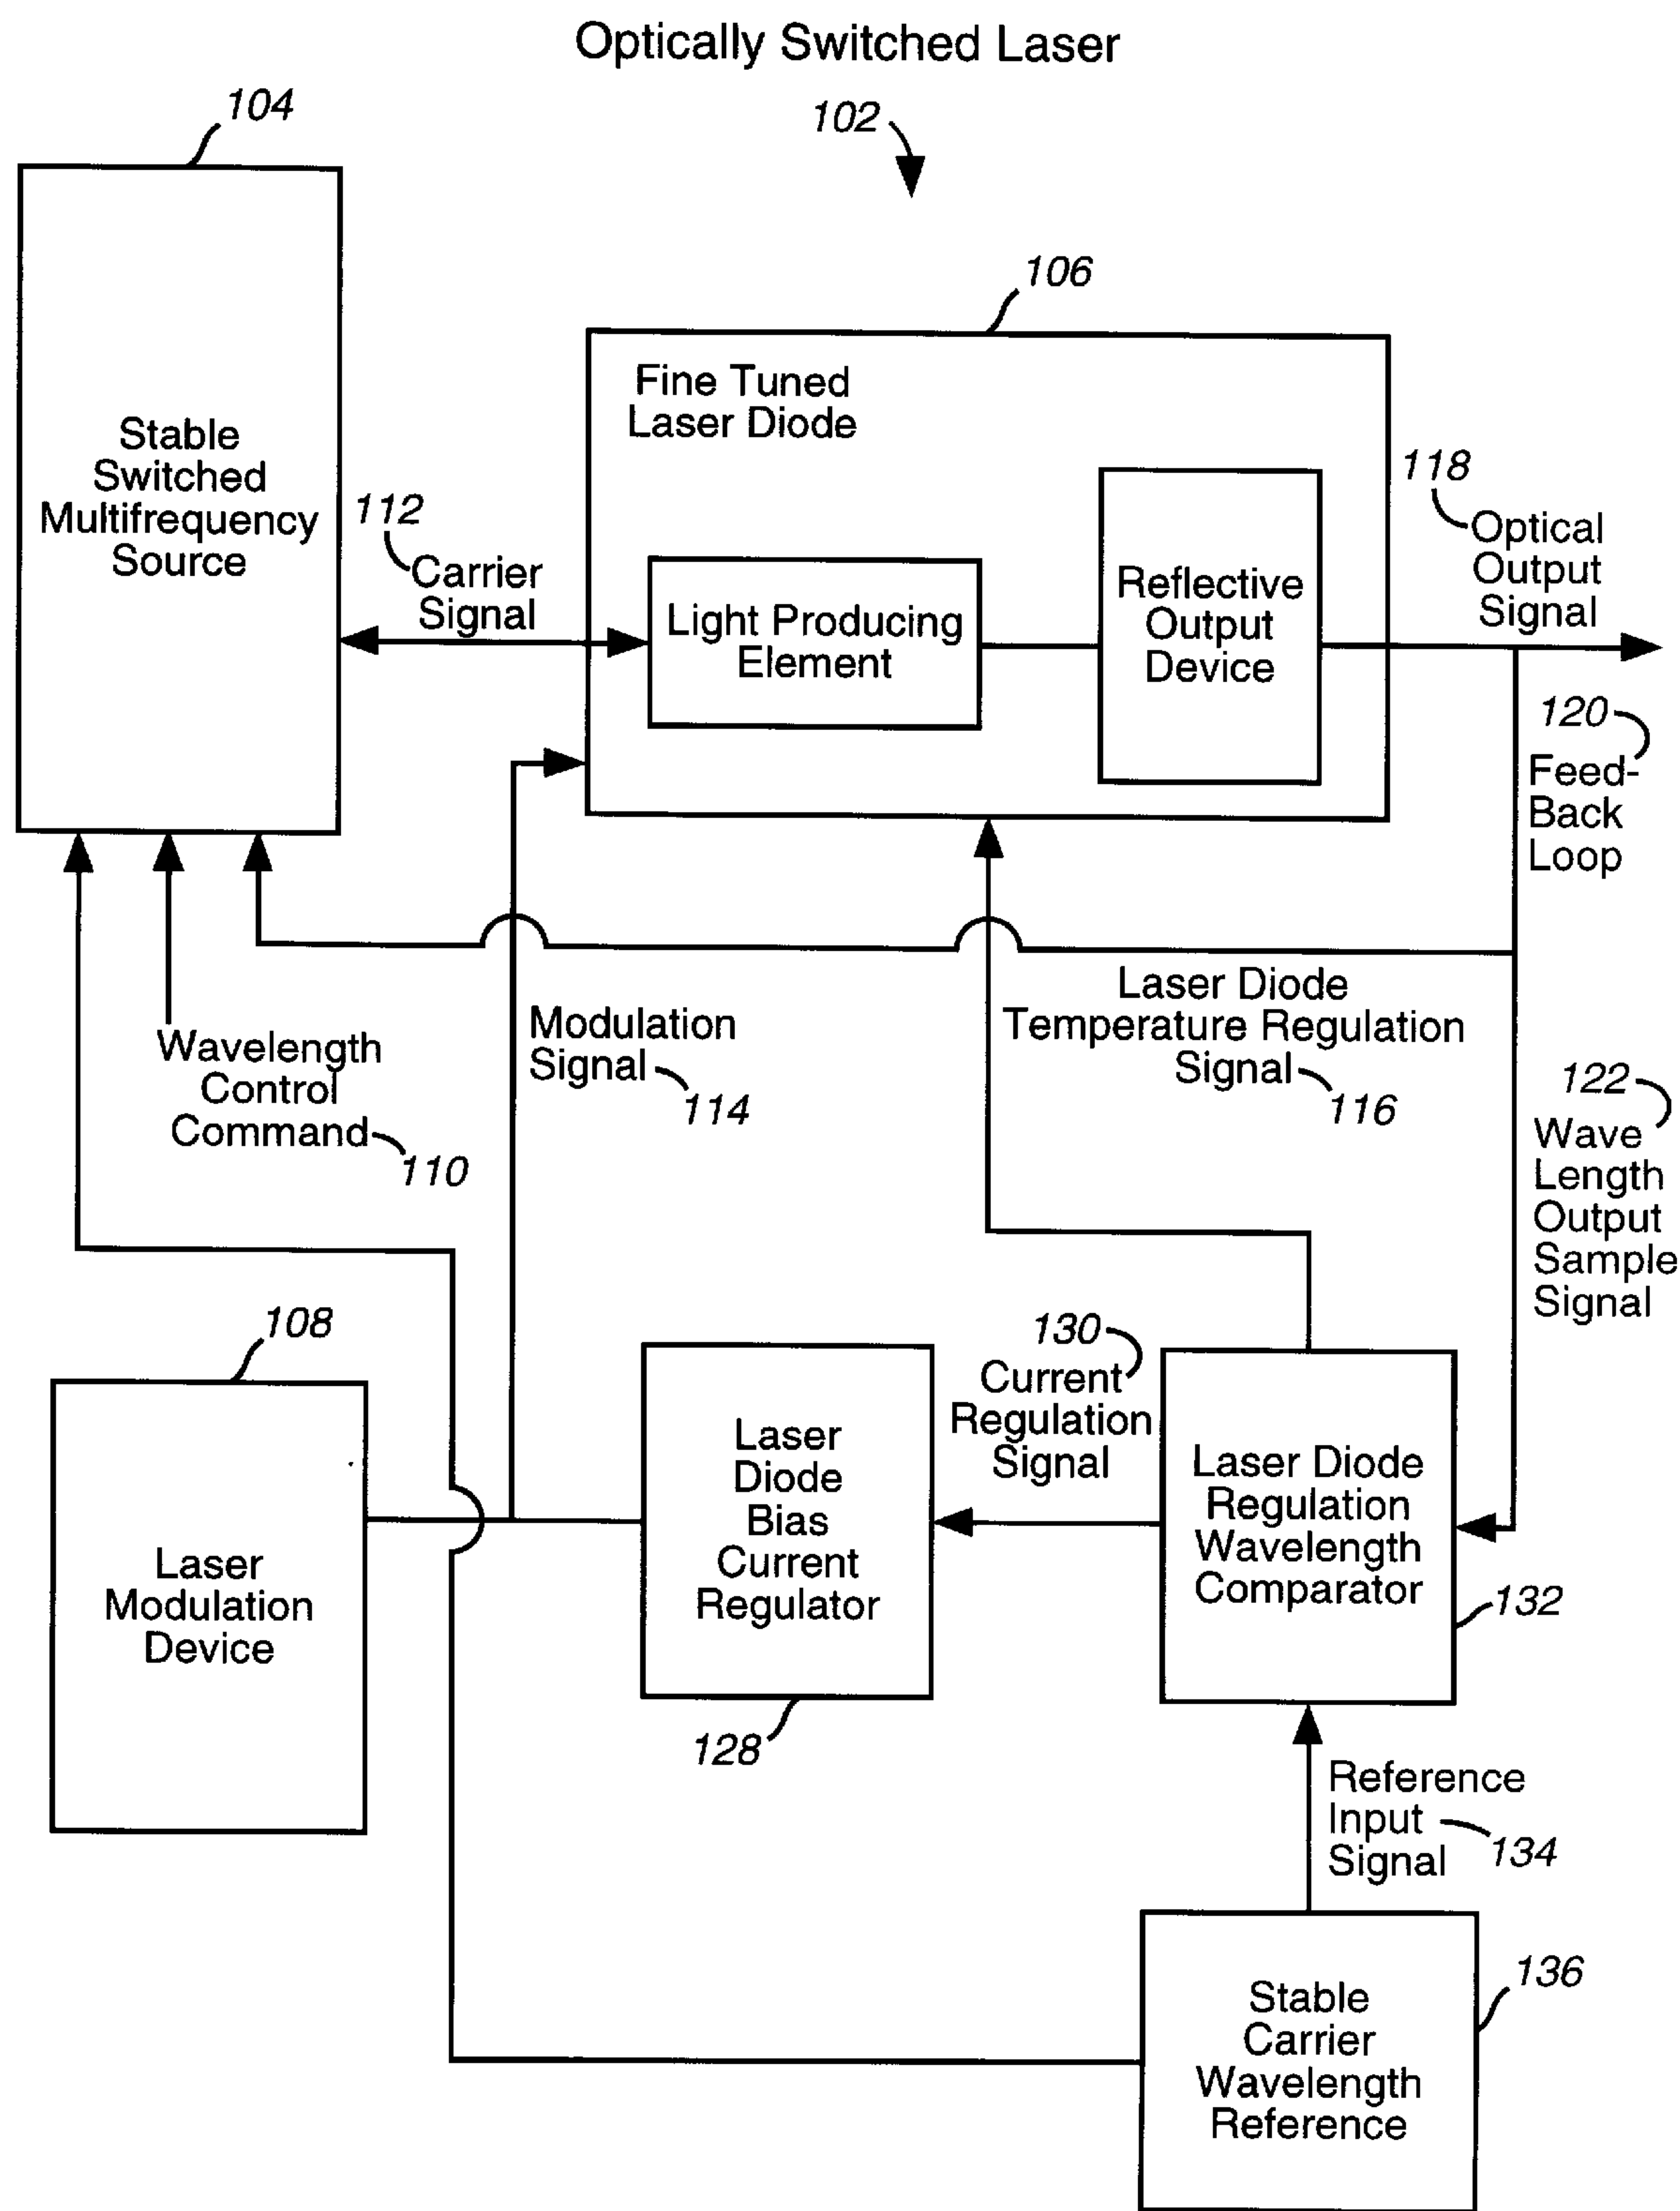 Optically Switched Laser
104
102
106
Fine Tuned
Laser Diode
Stable
Switched
Multifrequency
Source
112
Carrier
Signal
Light Producing
Element
Reflective
Output
Device
118
Optical
Output
Signal
120
Feed-
Back
Loop
Wavelength
Control
Command
110
Modulation
Signal
114
Laser Diode
Temperature Regulation
Signal
116
122
Wave
Length
Output
Sample
Signal
108
Laser
Modulation
Device
Laser
Diode
Bias
Current
Regulator
128
130
Current
Regulation
Signal
Laser Diode
Regulation
Wavelength
Comparator
132
Reference
Input
Signal
134
Stable
Carrier
Wavelength
Reference
136